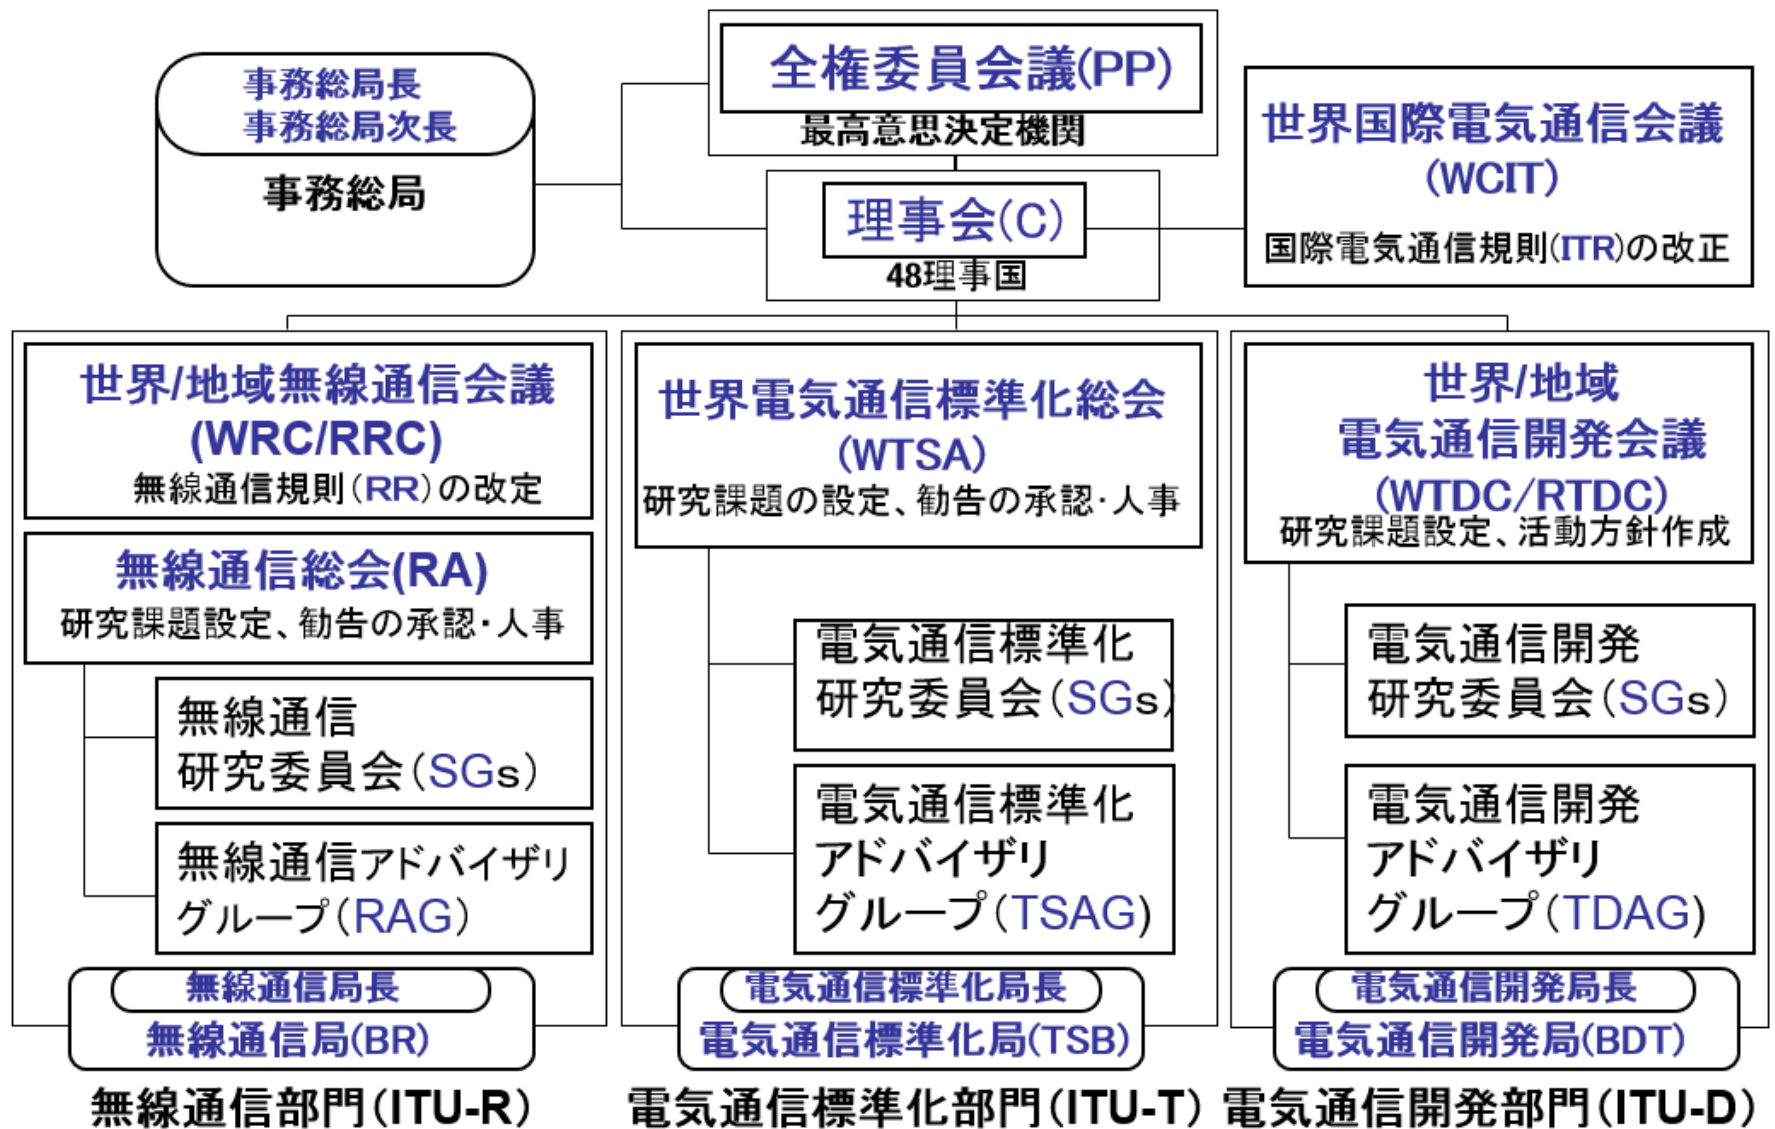 全権委員会議(PP)
最高意思決定機関
事務総局長
事務総局次長
事務総局
理事会(C)
48理事国
世界国際電気通信会議
(WCIT)
国際電気通信規則(ITR)の改正
世界/地域無線通信会議
(WRC/RRC)
無線通信規則(RR)の改定
無線通信総会(RA)
研究課題設定、勧告の承認・人事
無線通信
研究委員会(SGs)
無線通信アドバイザリ
グループ(RAG)
無線通信局長
無線通信局(BR)
無線通信部門(ITU-R)
世界電気通信標準化総会
(WTSA)
研究課題の設定、勧告の承認・人事
電気通信標準化
研究委員会(SGs)
電気通信標準化
アドバイザリ
グループ(TSAG)
電気通信標準化局長
電気通信標準化局(TSB)
電気通信標準化部門(ITU-T)
世界/地域
電気通信開発会議
(WTDC/RTDC)
研究課題設定、活動方針作成
電気通信開発
研究委員会(SGs)
電気通信開発
アドバイザリ
グループ(TDAG)
電気通信開発局長
電気通信開発局(BDT)
電気通信開発部門(ITU-D)